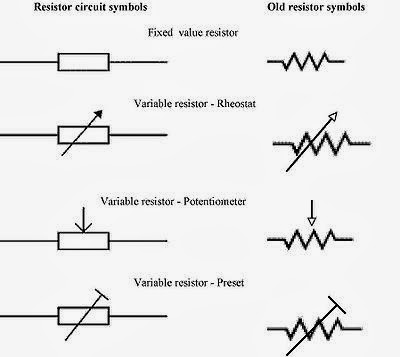 Resistor circuit symbols
Old resistor symbols
Fixed value resistor
Variable resistor - Rheostat
Variable resistor - Potentiometer
Variable resistor - Preset